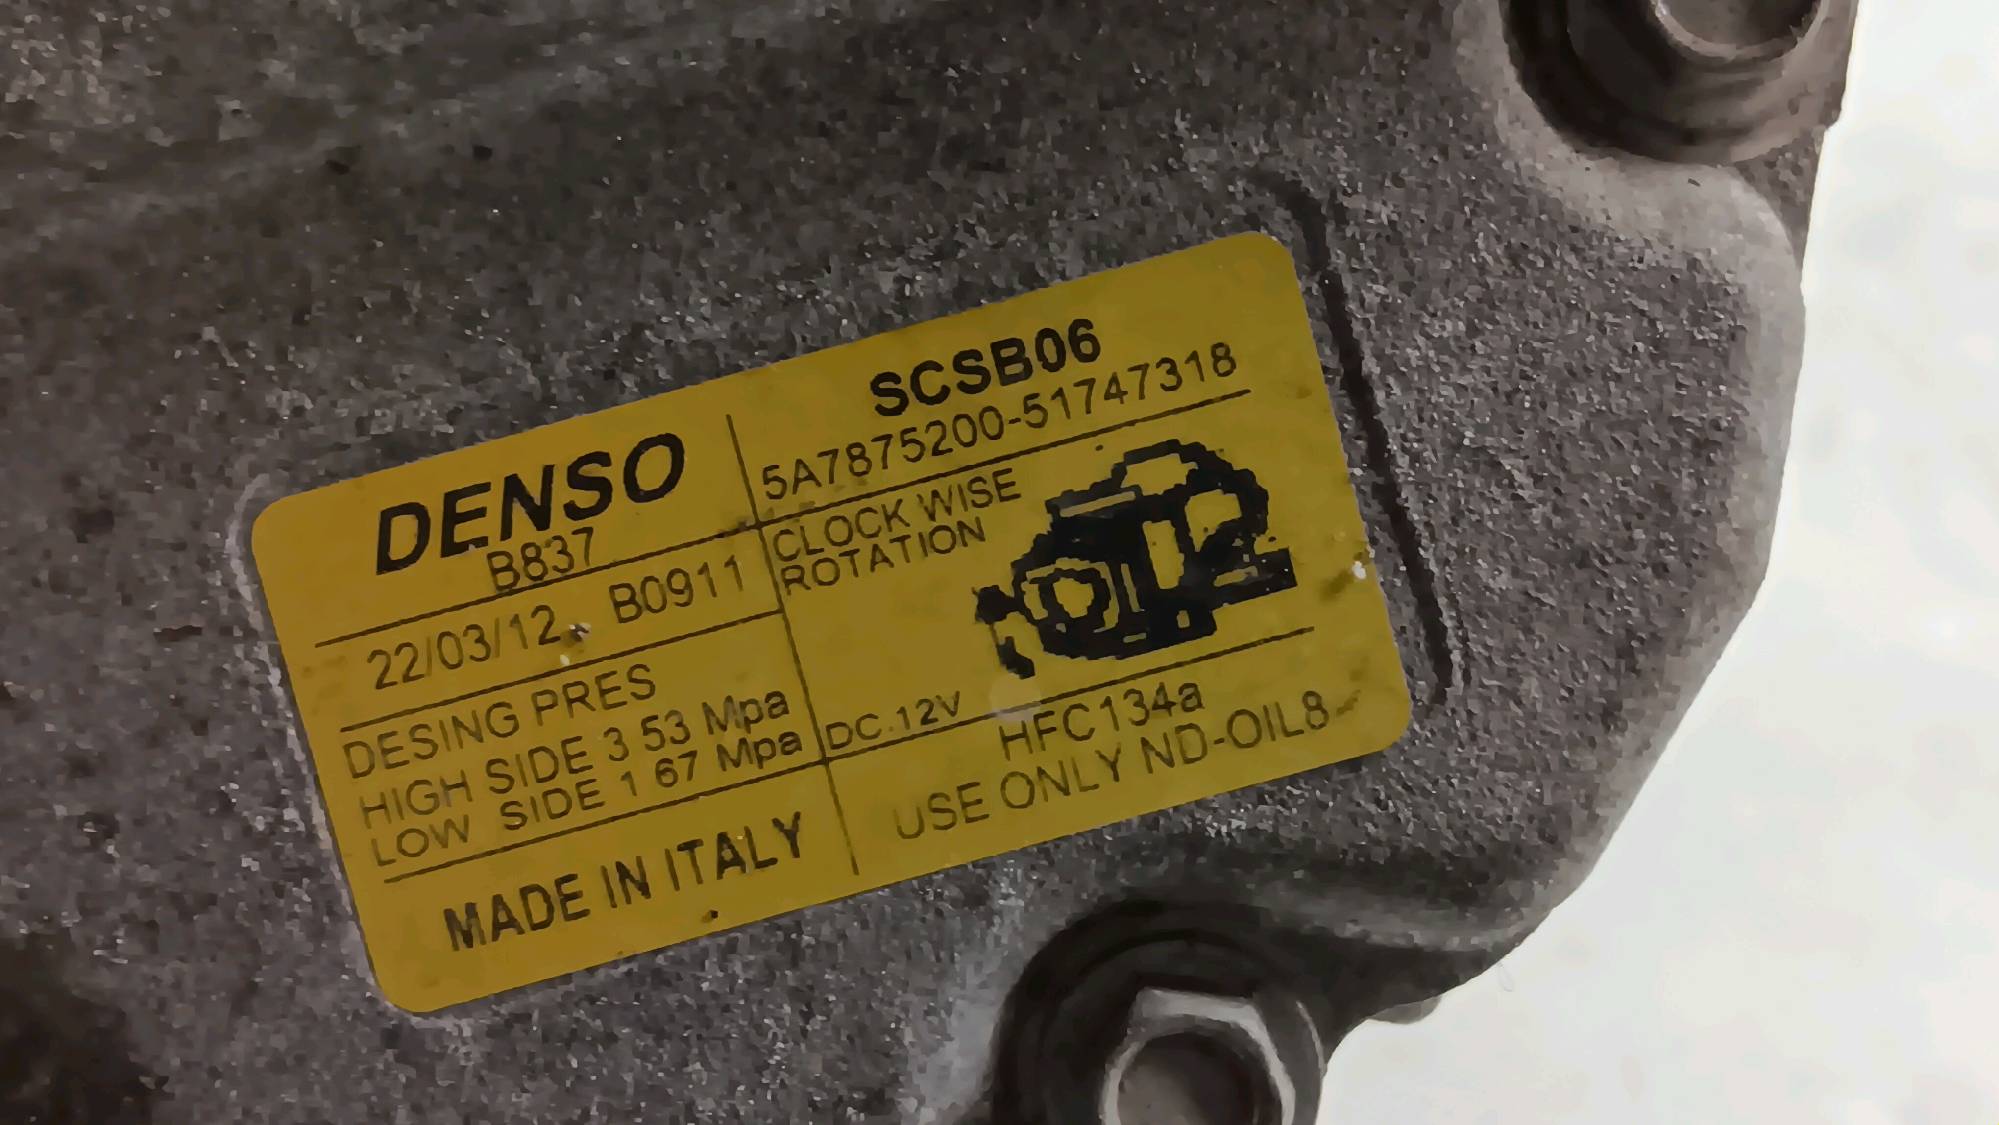 DENSO
B837
SCSB06
5A7875200-51747318
22/03/12 B0911
CLOCK WISE
ROTATION
DESING PRES
HIGH SIDE 3 53 Mpa
LOW SIDE 1 67 Mpa
DC.12V
HFC134a
USE ONLY ND-OIL8
MADE IN ITALY